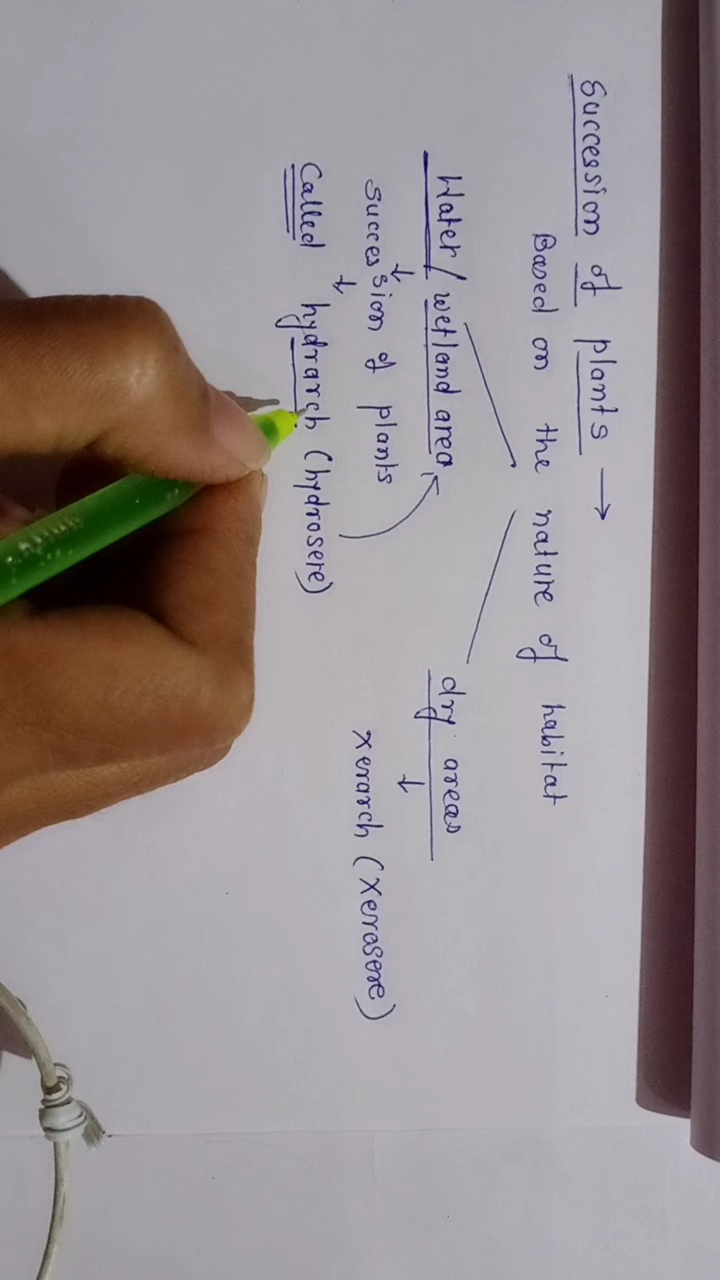 Succession of plants →
Based on the nature of habitat
Water / wetland area
dry areas
↓
succession of plants
↓
xerarch (xerosere)
↓
Called hydrarch (hydrosere)